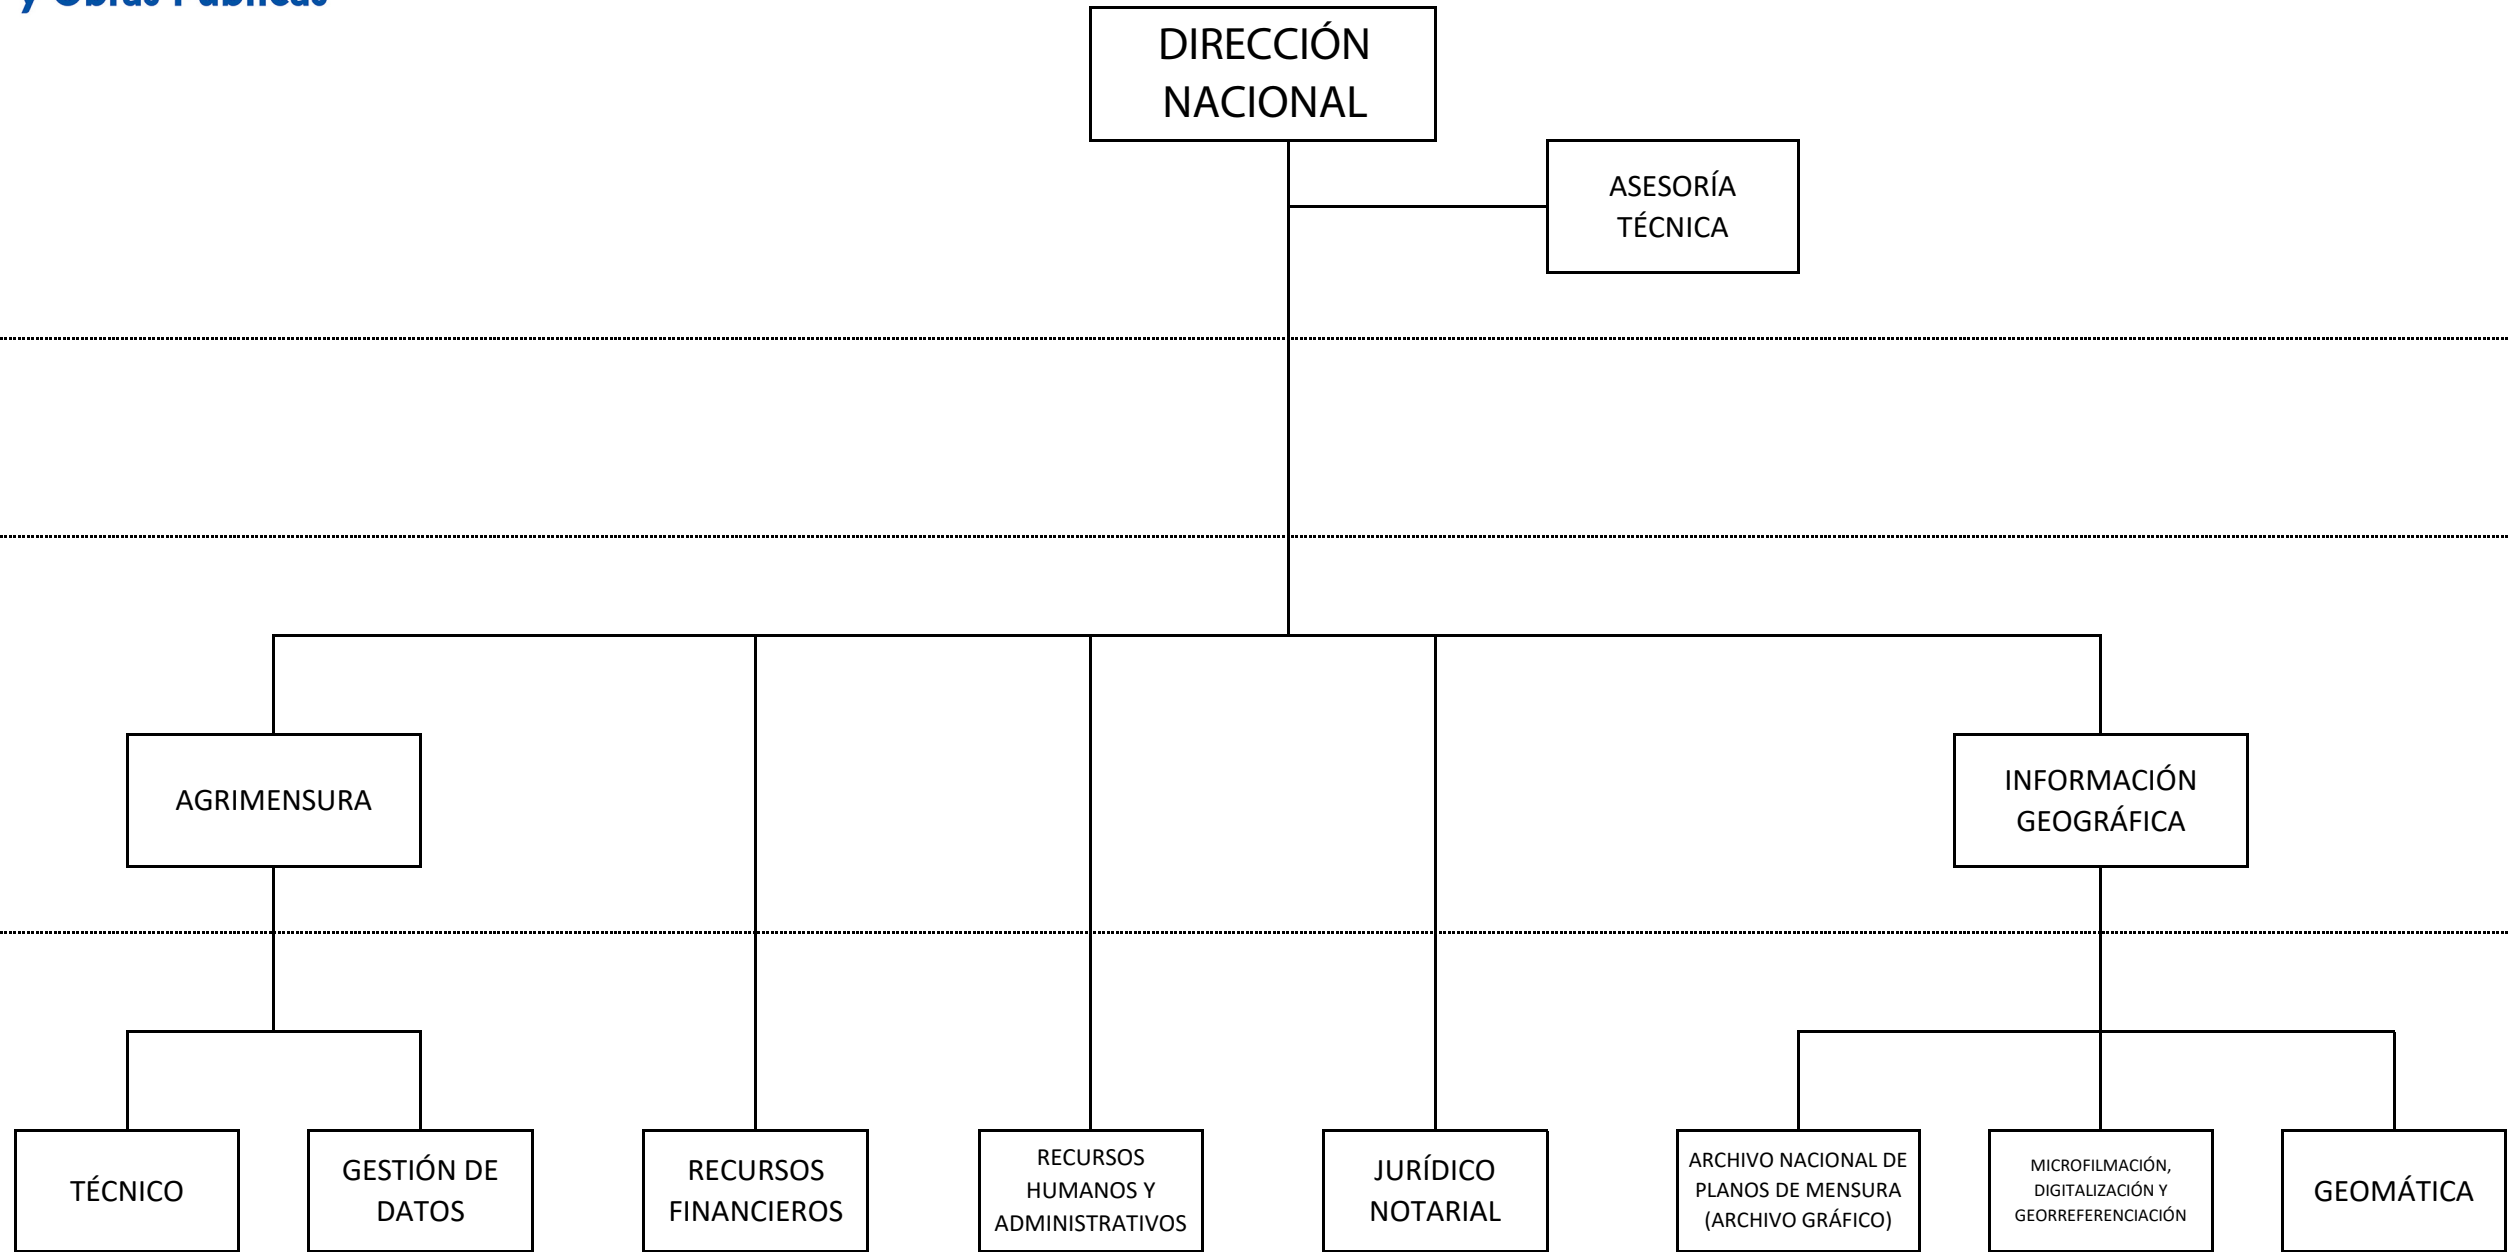 y Obras Públicas
DIRECCIÓN
NACIONAL
ASESORÍA
TÉCNICA
AGRIMENSURA
INFORMACIÓN
GEOGRÁFICA
TÉCNICO
GESTIÓN DE
DATOS
RECURSOS
FINANCIEROS
RECURSOS
HUMANOS Y
ADMINISTRATIVOS
JURÍDICO
NOTARIAL
ARCHIVO NACIONAL DE
PLANOS DE MENSURA
(ARCHIVO GRÁFICO)
MICROFILMACIÓN,
DIGITALIZACIÓN Y
GEORREFERENCIACIÓN
GEOMÁTICA